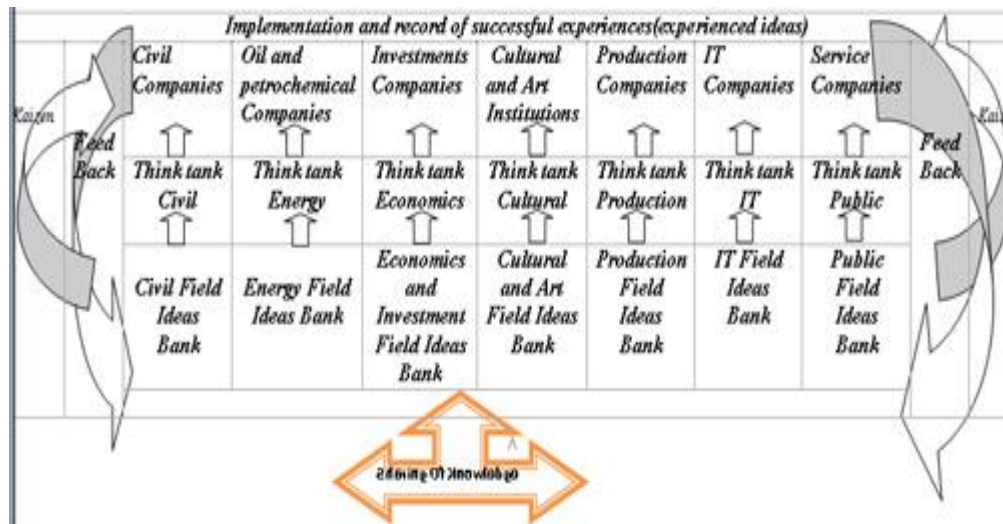 Implementation and record of successful experiences(experienced ideas)
Civil Companies
Oil and petrochemical Companies
Investments Companies
Cultural and Art Institutions
Production Companies
IT Companies
Service Companies
Kaizen
Feed Back
Think tank Civil
Think tank Energy
Think tank Economics
Think tank Cultural
Think tank Production
Think tank IT
Think tank Public
Feed Back
Kai
Civil Field Ideas Bank
Energy Field Ideas Bank
Economics and Investment Field Ideas Bank
Cultural and Art Field Ideas Bank
Production Field Ideas Bank
IT Field Ideas Bank
Public Field Ideas Bank